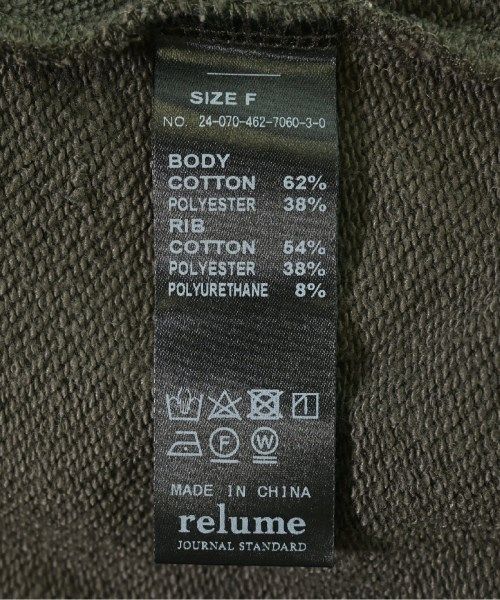 SIZE F
NO. 24-070-462-7060-3-0
BODY
COTTON 62%
POLYESTER 38%
RIB
COTTON 54%
POLYESTER 38%
POLYURETHANE 8%
F W
MADE IN CHINA
relume
JOURNAL STANDARD